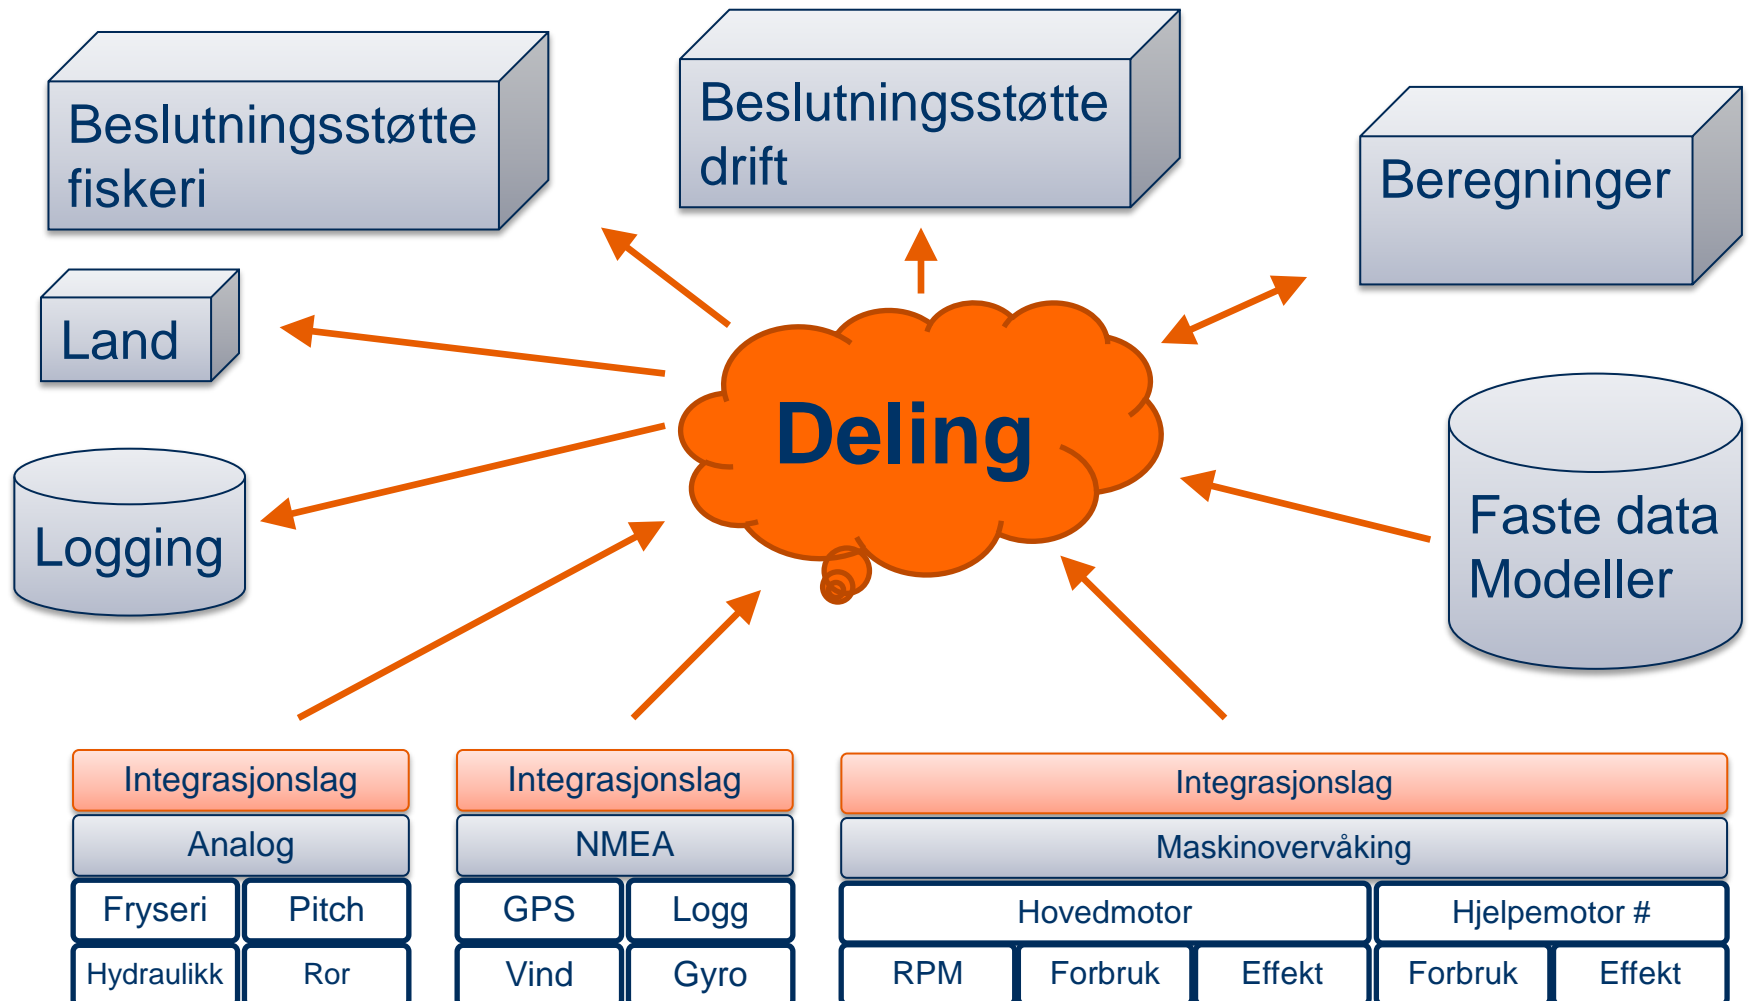 Beslutningsstøtte
fiskeri
Beslutningsstøtte
drift
Beregninger
Land
Deling
Logging
Faste data
Modeller
Integrasjonslag
Analog
Fryseri
Pitch
Hydraulikk
Ror
Integrasjonslag
NMEA
GPS
Logg
Vind
Gyro
Integrasjonslag
Maskinovervåking
Hovedmotor
Hjelpemotor #
RPM
Forbruk
Effekt
Forbruk
Effekt